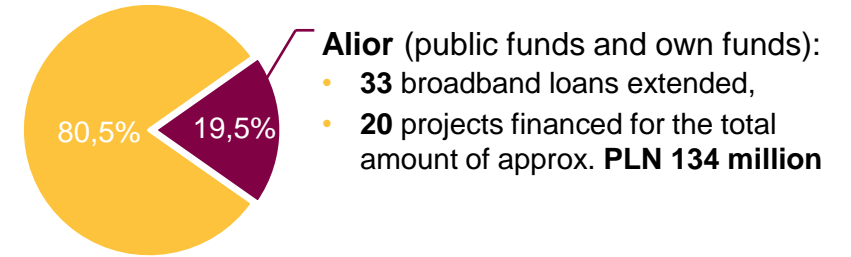 80,5%
19,5%
Alior (public funds and own funds):
• 33 broadband loans extended,
• 20 projects financed for the total
amount of approx. PLN 134 million